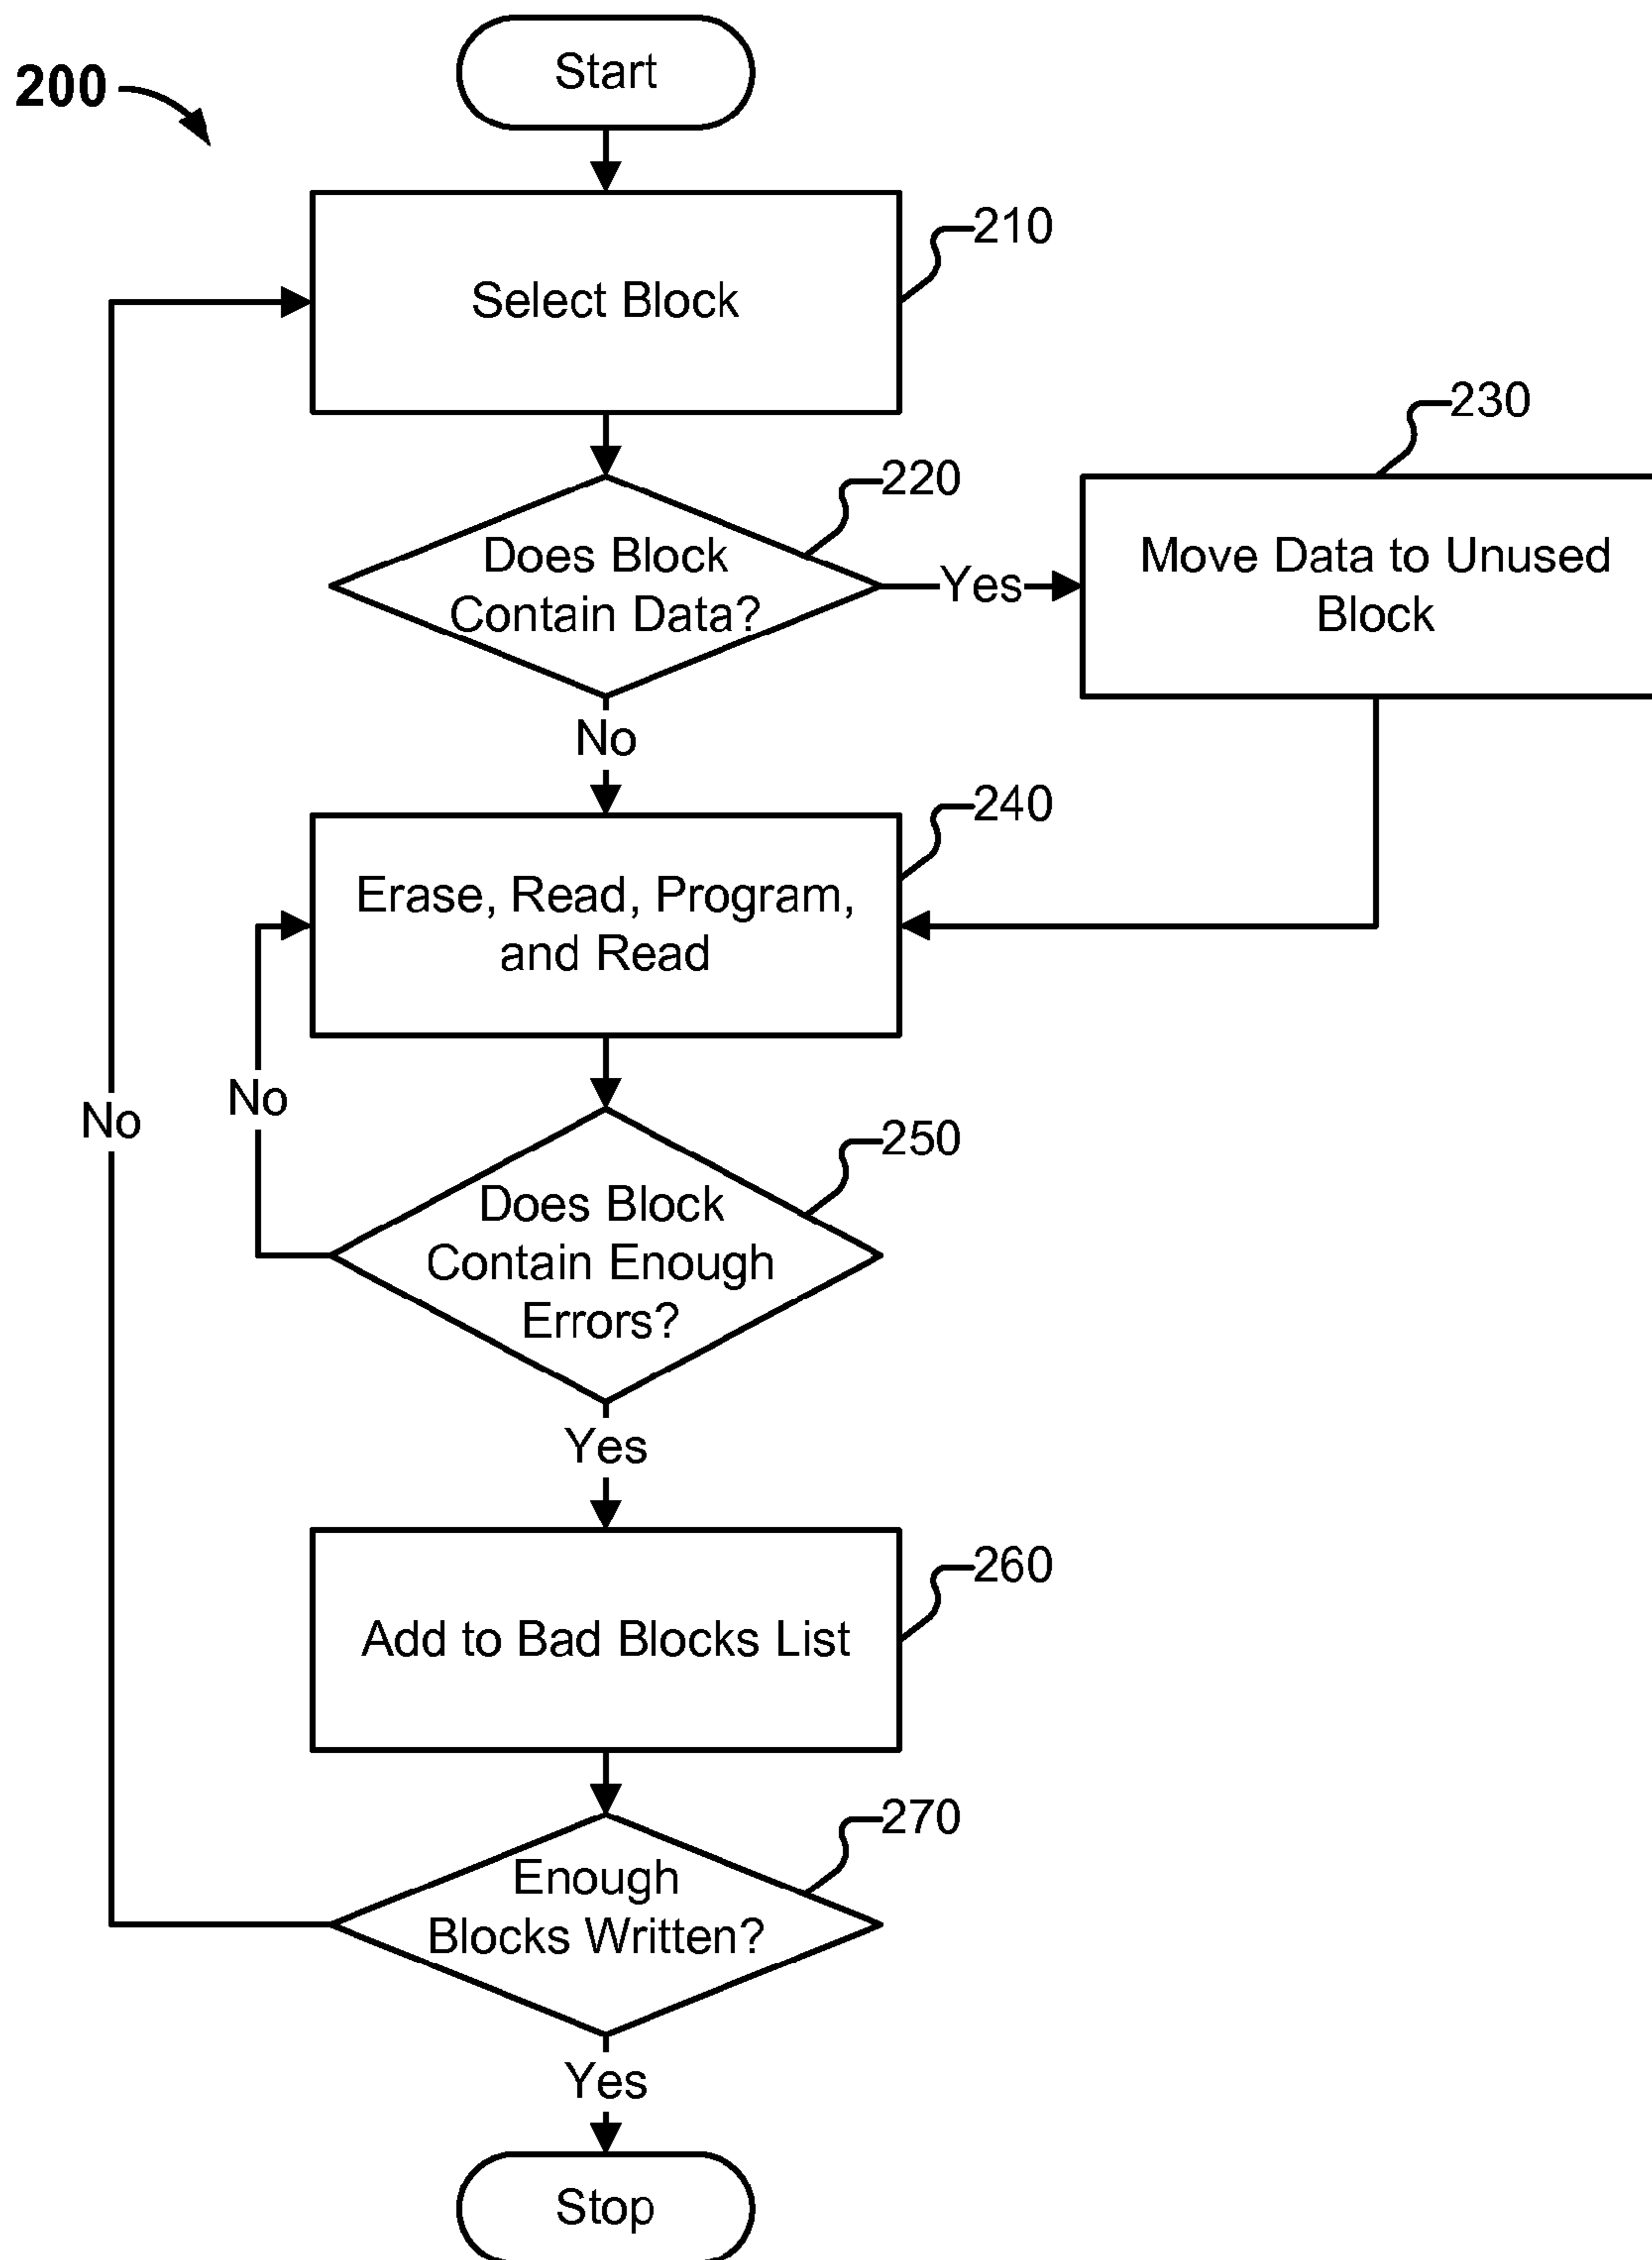 Start
200
210
Select Block
230
220
Does Block
Contain Data?
Yes
Move Data to Unused
Block
No
240
Erase, Read, Program,
and Read
No
No
250
Does Block
Contain Enough
Errors?
Yes
260
Add to Bad Blocks List
270
Enough
Blocks Written?
Yes
Stop